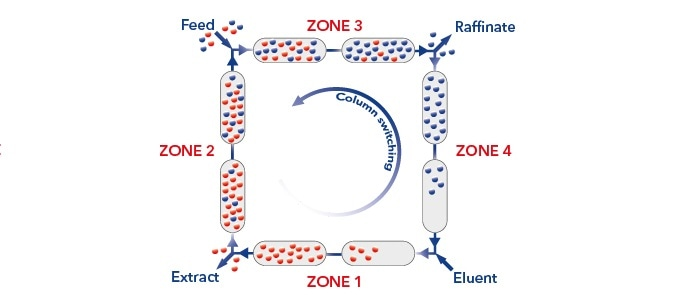 Feed
ZONE 3
Raffinate
Column switching
ZONE 2
ZONE 4
Extract
ZONE 1
Eluent